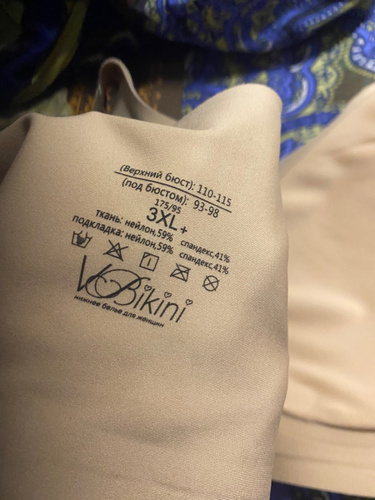 (Верхний бюст): 110-115
(под бюстом): 93-98
175/95
3XL+
ткань: нейлон,59% спандекс,41%
подкладка: нейлон,59% спандекс,41%
VBikini
нижнее белье для женщин